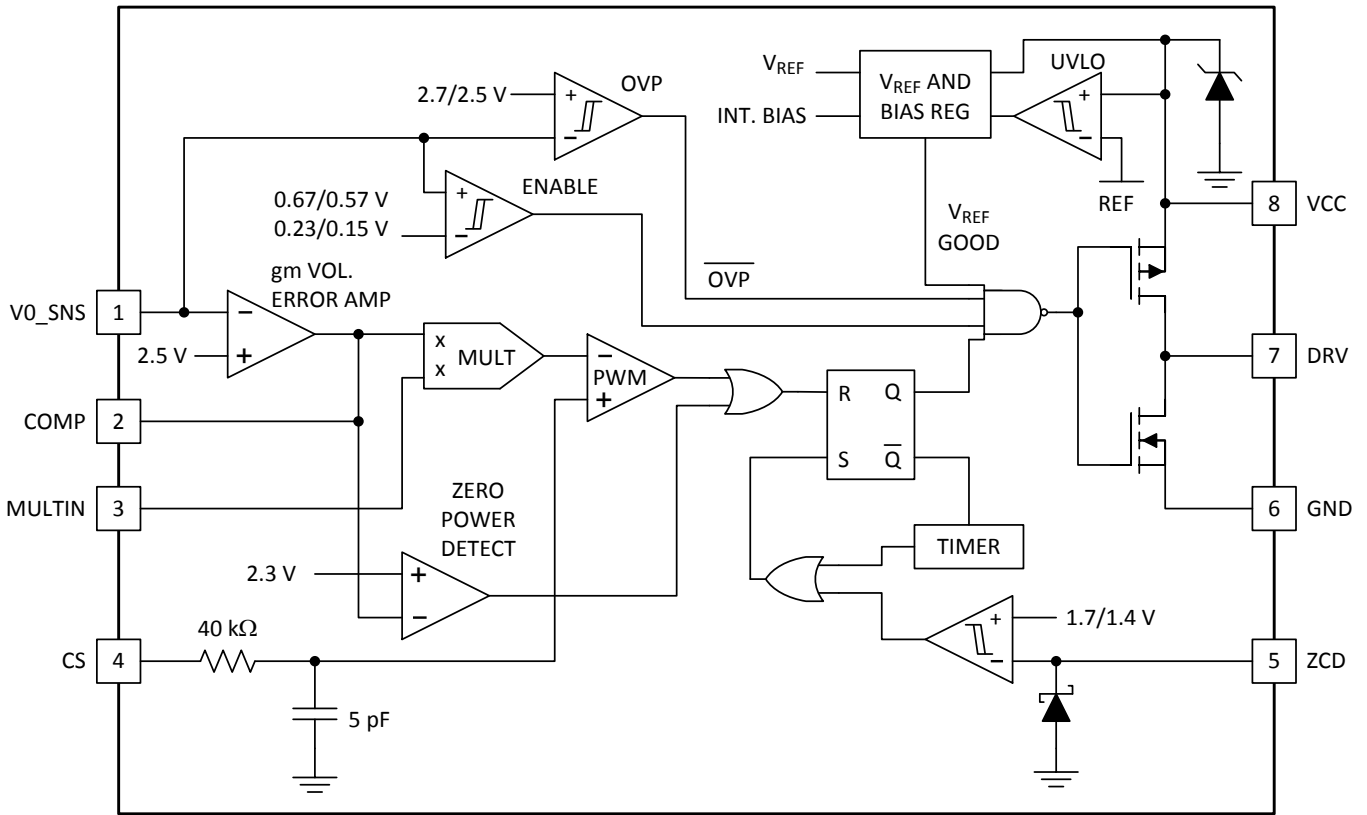 UVLO
V_REF
V_REF AND
BIAS REG
+
−
INT. BIAS
OVP
2.7/2.5 V
+
−
ENABLE
0.67/0.57 V
0.23/0.15 V
+
−
R̅E̅F̅
8
VCC
V_REF
GOOD
O̅V̅P̅
gm VOL.
ERROR AMP
V0_SNS
1
−
+
2.5 V
x
x
MULT
−
PWM
+
7
DRV
COMP
2
R
Q
S
Q̅
MULTIN
3
ZERO
POWER
DETECT
6
GND
TIMER
2.3 V
+
−
+
−
1.7/1.4 V
40 kΩ
CS
4
5
ZCD
5 pF